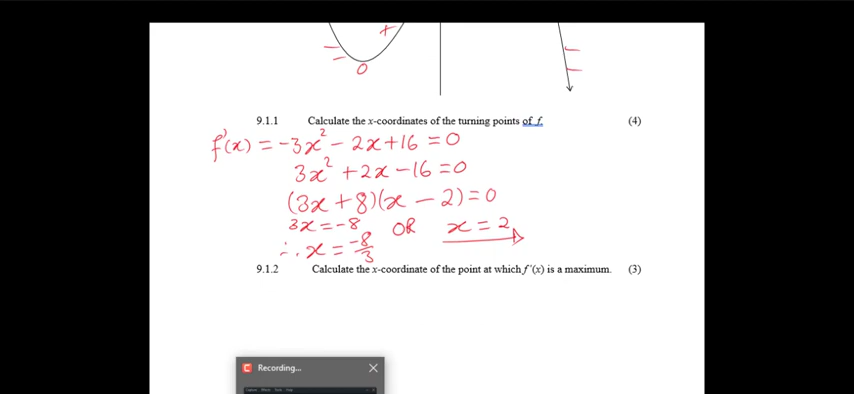 +
0
9.1.1 Calculate the x-coordinates of the turning points of f. (4)
f'(x) = -3x² - 2x + 16 = 0
3x² + 2x - 16 = 0
(3x + 8)(x - 2) = 0
3x = -8 OR x = 2
∴ x = -8/3
9.1.2 Calculate the x-coordinate of the point at which f '(x) is a maximum. (3)
C Recording...